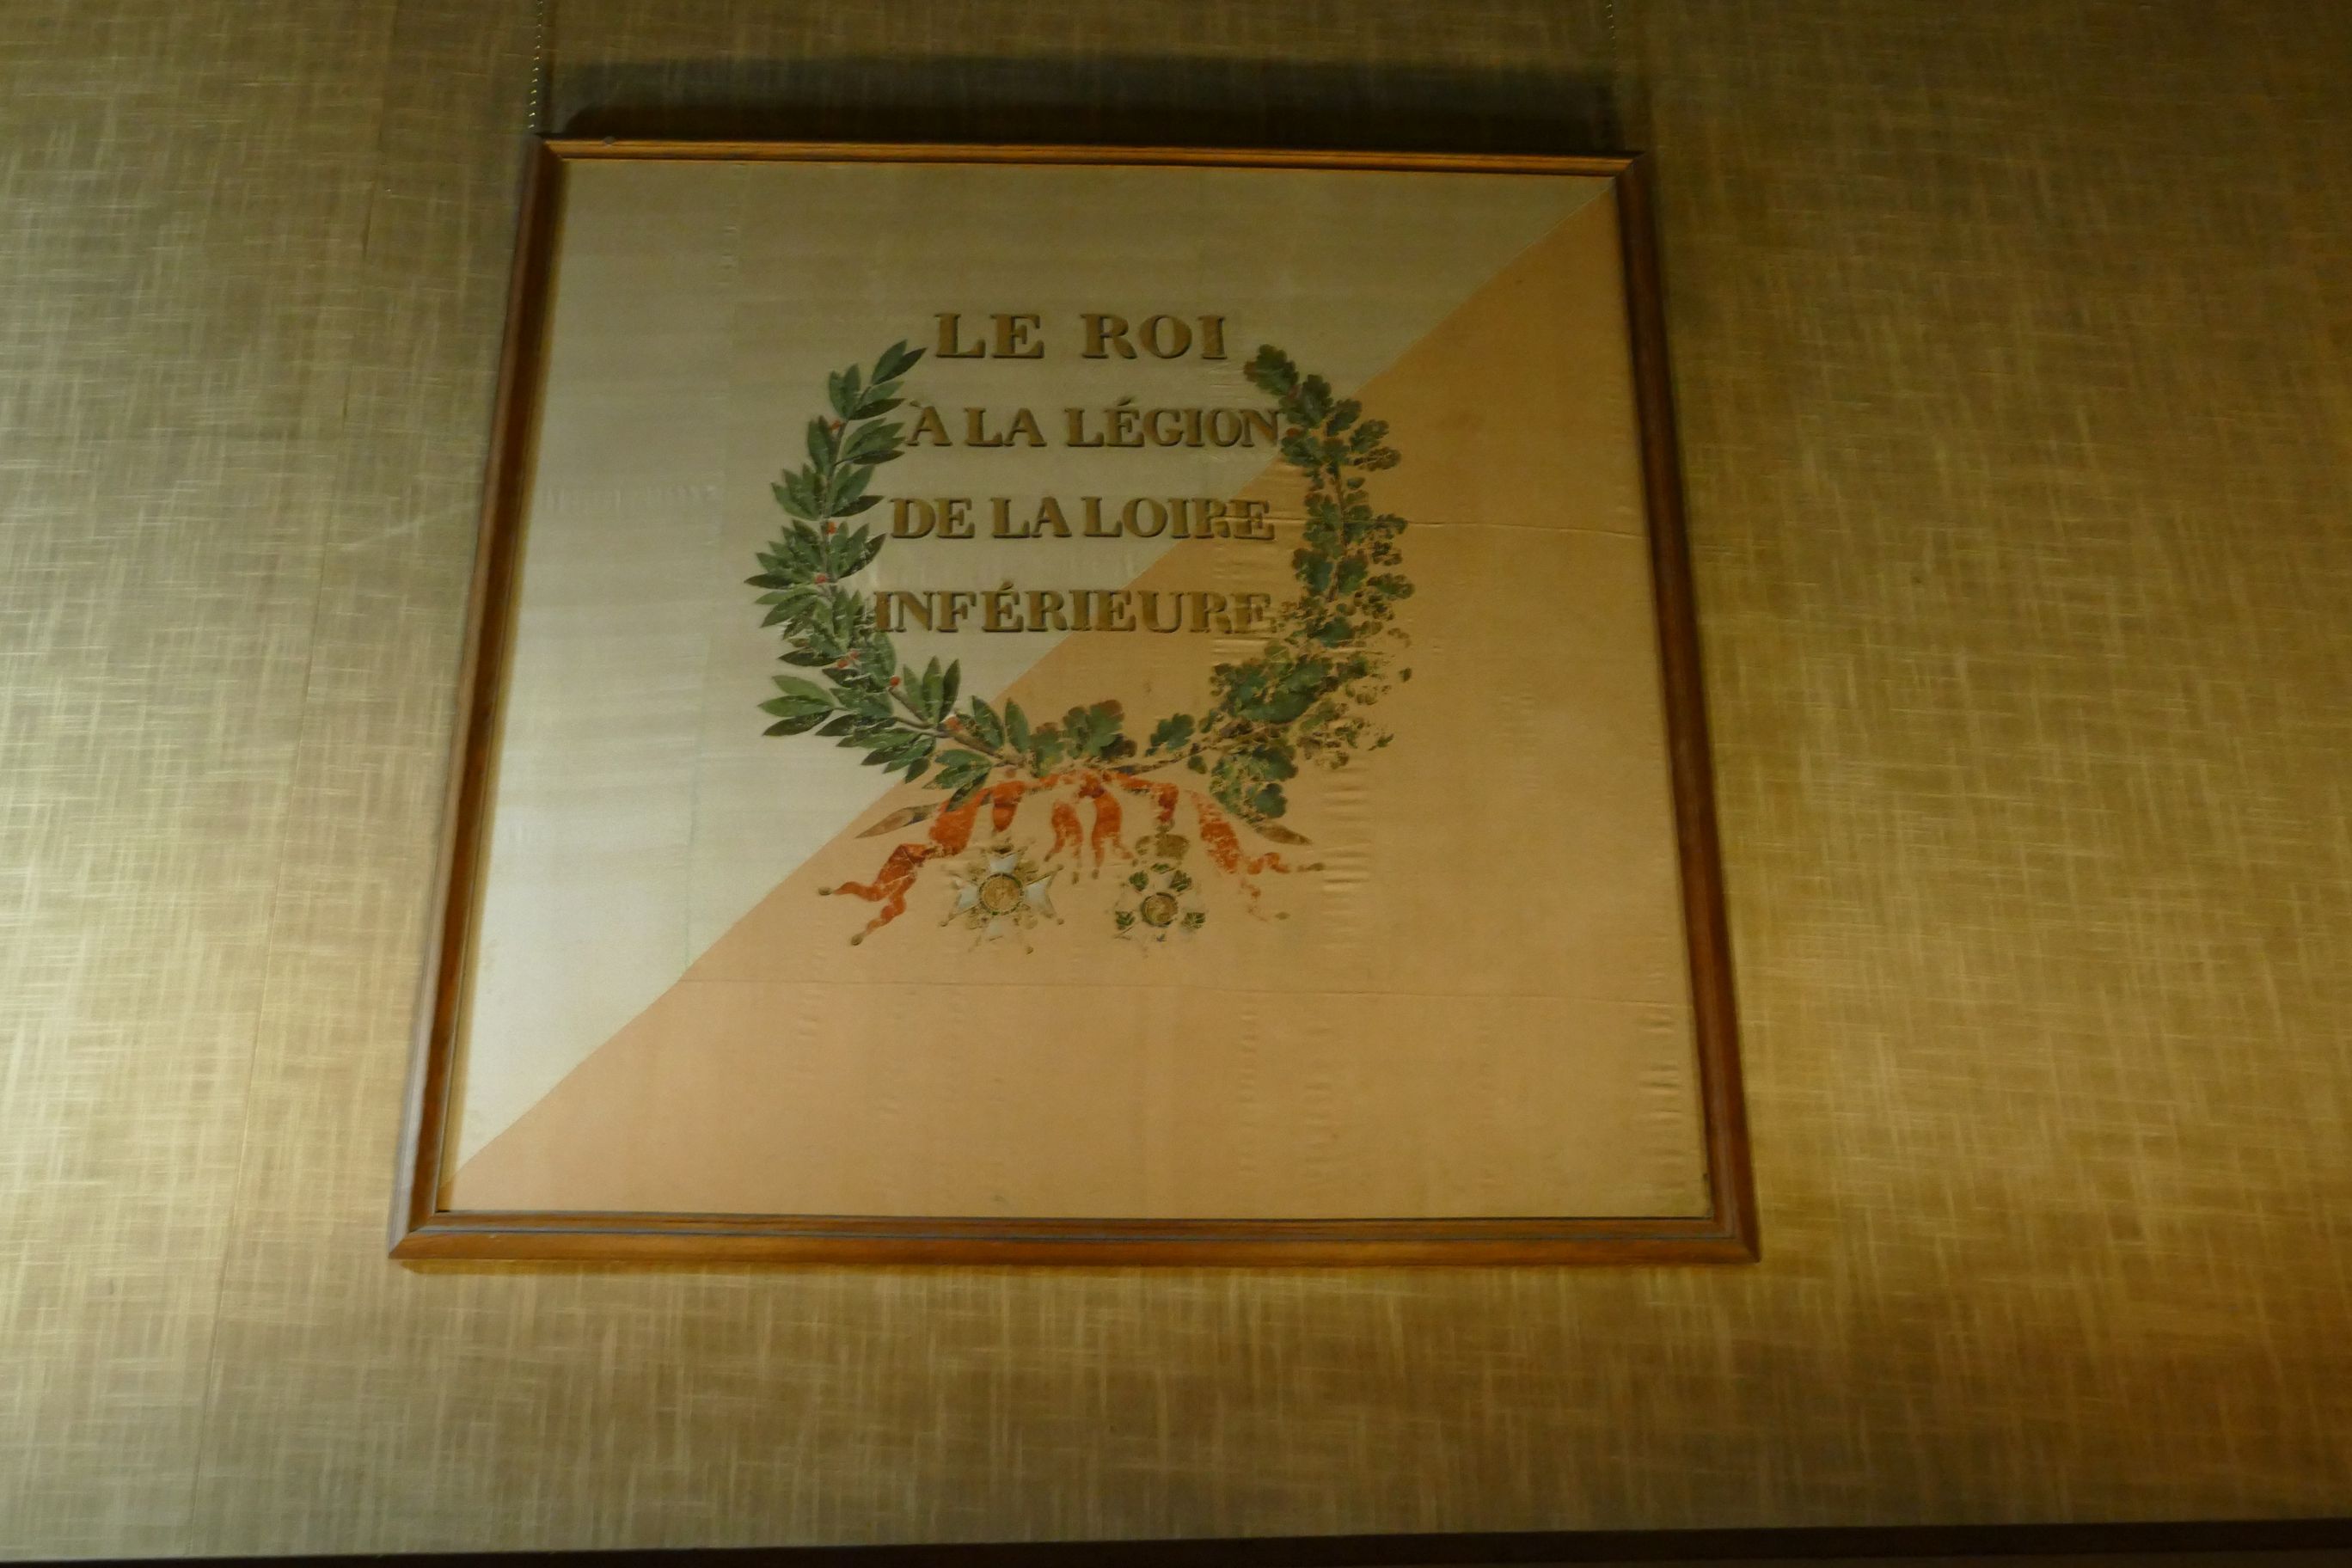 LE ROI
À LA LÉGION
DE LA LOIRE
INFÉRIEURE